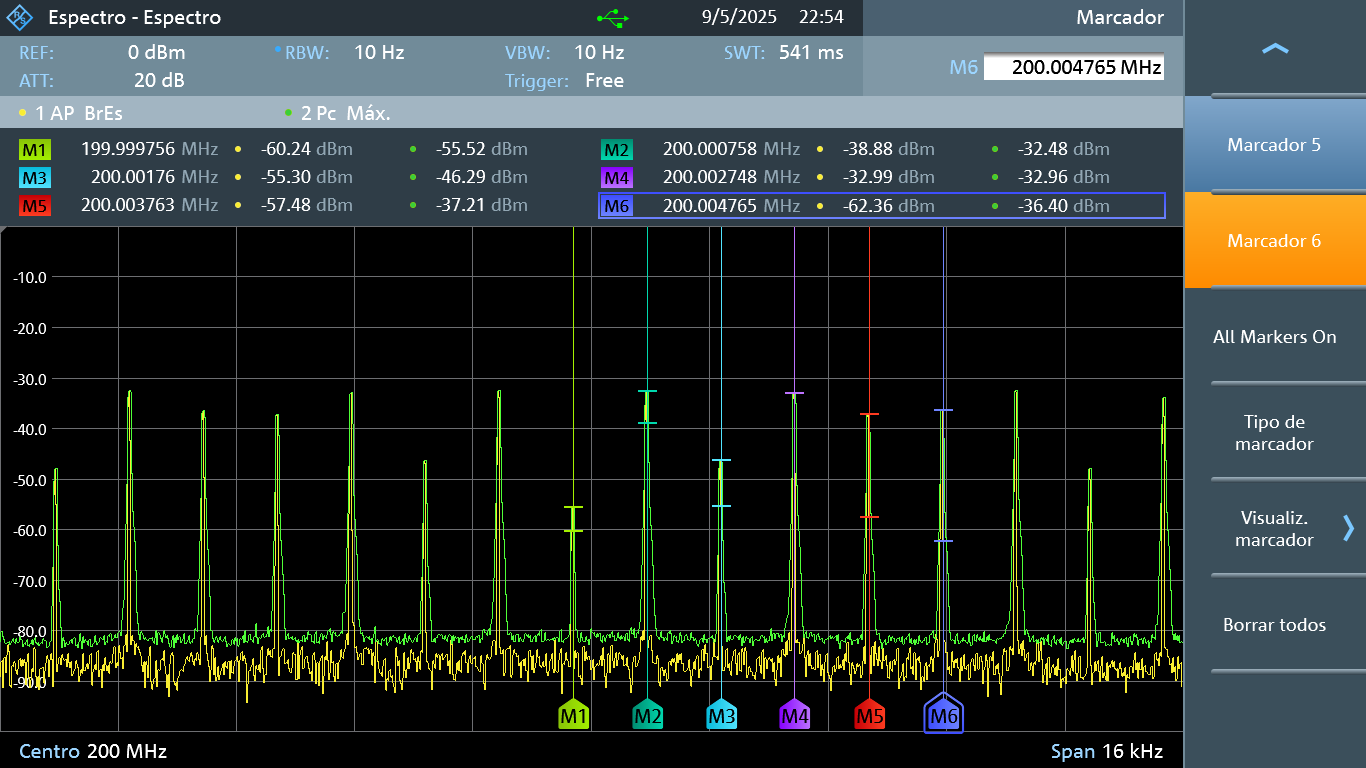 Espectro - Espectro 9/5/2025 22:54 Marcador
REF: 0 dBm RBW: 10 Hz VBW: 10 Hz SWT: 541 ms
M6 200.004765 MHz
ATT: 20 dB Trigger: Free
1 AP BrEs 2 Pc Máx.
M1 199.999756 MHz -60.24 dBm -55.52 dBm M2 200.000758 MHz -38.88 dBm -32.48 dBm
M3 200.00176 MHz -55.30 dBm -46.29 dBm M4 200.002748 MHz -32.99 dBm -32.96 dBm
M5 200.003763 MHz -57.48 dBm -37.21 dBm M6 200.004765 MHz -62.36 dBm -36.40 dBm
-10.0
-20.0
-30.0
-40.0
-50.0
-60.0
-70.0
-80.0
-90.0
M1 M2 M3 M4 M5 M6
Centro 200 MHz Span 16 kHz
Marcador 5
Marcador 6
All Markers On
Tipo de
marcador
Visualiz.
marcador
Borrar todos